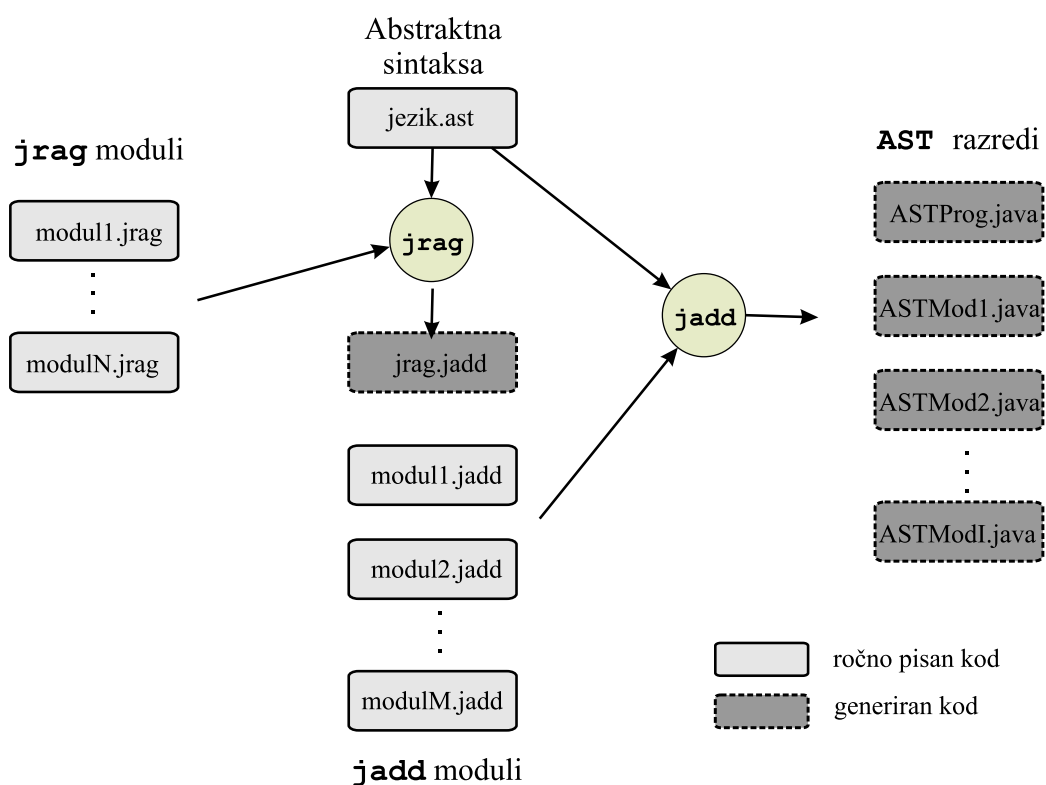 Abstraktna
sintaksa
jezik.ast
jrag moduli
modul1.jrag
modulN.jrag
jrag
jrag.jadd
modul1.jadd
modul2.jadd
modulM.jadd
jadd moduli
jadd
AST razredi
ASTProg.java
ASTMod1.java
ASTMod2.java
ASTModI.java
ročno pisan kod
generiran kod